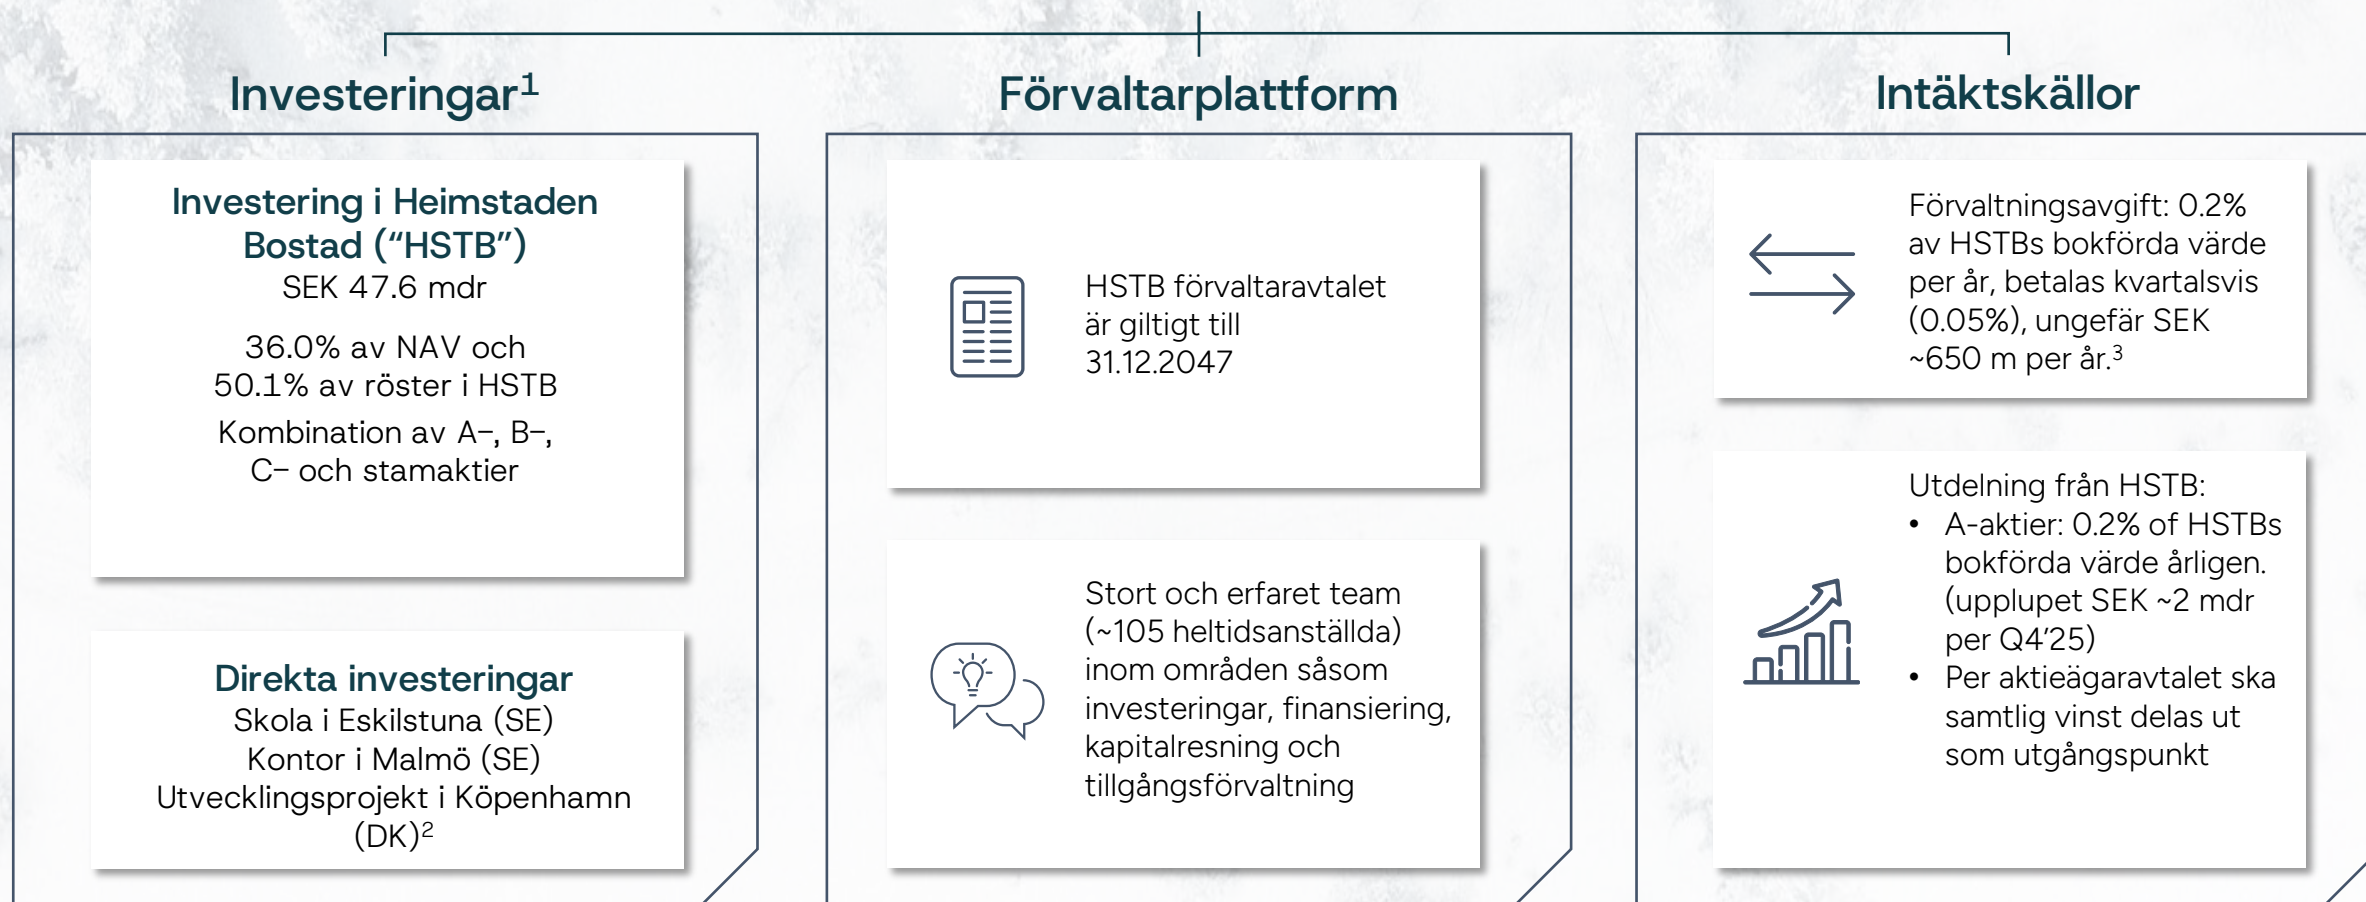 Investeringar¹
Investering i Heimstaden
Bostad (“HSTB”)
SEK 47.6 mdr
36.0% av NAV och
50.1% av röster i HSTB
Kombination av A–, B–,
C– och stamaktier
Direkta investeringar
Skola i Eskilstuna (SE)
Kontor i Malmö (SE)
Utvecklingsprojekt i Köpenhamn
(DK)²
Förvaltarplattform
HSTB förvaltaravtalet
är giltigt till
31.12.2047
Stort och erfaret team
(~105 heltidsanställda)
inom områden såsom
investeringar, finansiering,
kapitalresning och
tillgångsförvaltning
Intäktskällor
Förvaltningsavgift: 0.2%
av HSTBs bokförda värde
per år, betalas kvartalsvis
(0.05%), ungefär SEK
~650 m per år.³
Utdelning från HSTB:
• A-aktier: 0.2% of HSTBs
bokförda värde årligen.
(upplupet SEK ~2 mdr
per Q4’25)
• Per aktieägaravtalet ska
samtlig vinst delas ut
som utgångspunkt